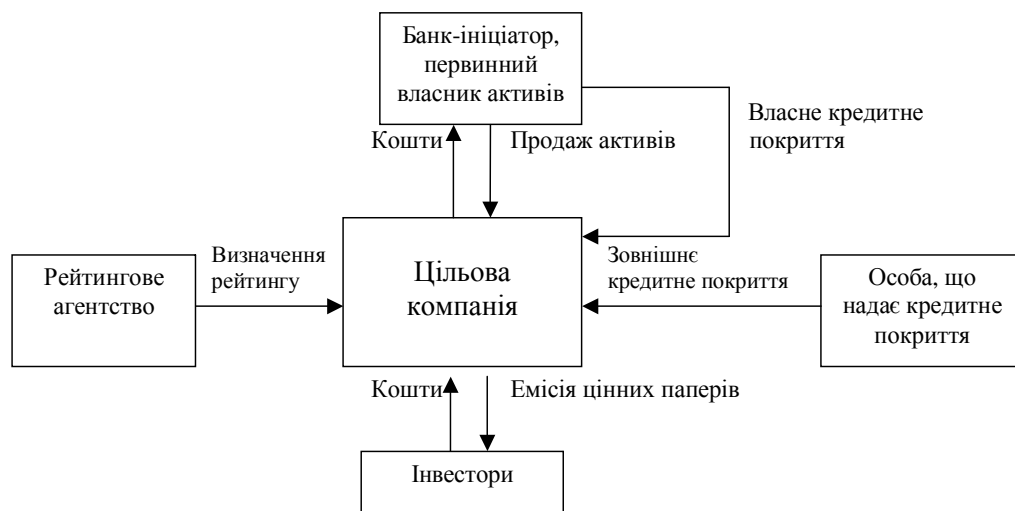 Банк-ініціатор,
первинний
власник активів
Власне кредитне
покриття
Кошти
Продаж активів
Рейтингове
агентство
Визначення
рейтингу
Цільова
компанія
Зовнішнє
кредитне покриття
Особа, що
надає кредитне
покриття
Кошти
Емісія цінних паперів
Інвестори